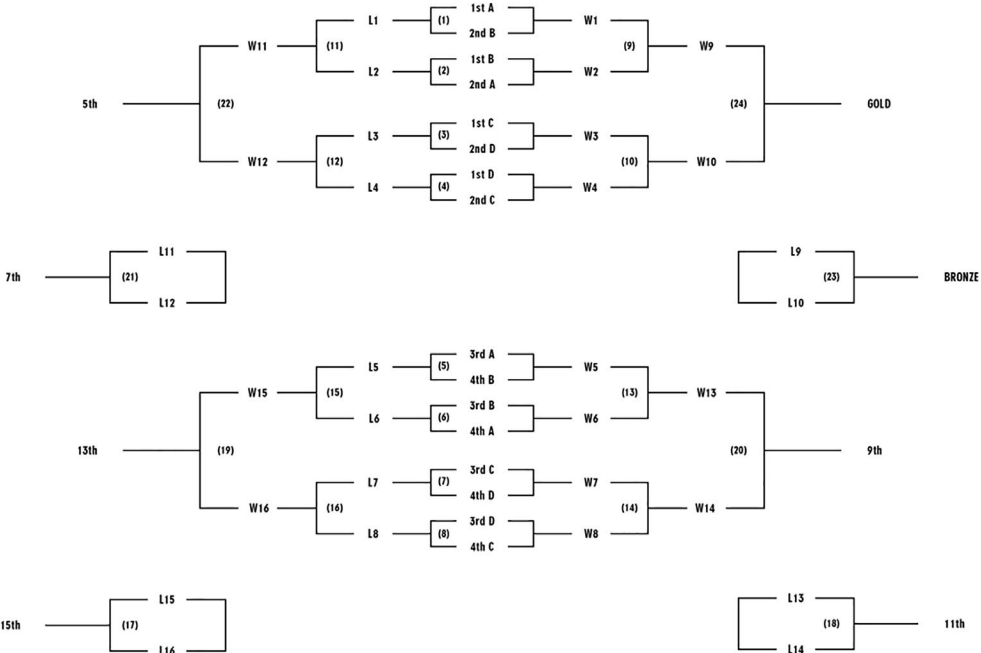 1st A
L1 (1) W1
2nd B
W11 (11) (9) W9
1st B
L2 (2) W2
2nd A
5th (22) (24) GOLD
1st C
L3 (3) W3
2nd D
W12 (12) (10) W10
1st D
L4 (4) W4
2nd C
L11 L9
7th (21) (23) BRONZE
L12 L10
3rd A
L5 (5) W5
4th B
W15 (15) (13) W13
3rd B
L6 (6) W6
4th A
13th (19) (20) 9th
3rd C
L7 (7) W7
4th D
W16 (16) (14) W14
3rd D
L8 (8) W8
4th C
L15 L13
15th (17) (18) 11th
L16 L14